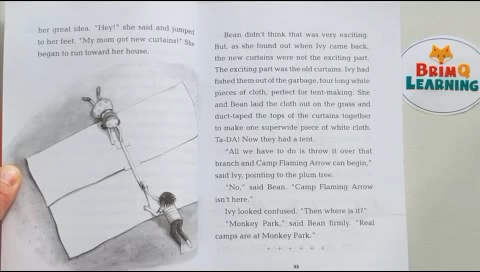 her great idea. "Hey!" she said and jumped
to her feet. "My mom got new curtains!" She
began to run toward her house.
Bean didn't think that was very exciting.
But, as she found out when Ivy came back,
the new curtains were not the exciting part.
The exciting part was the old curtains. Ivy had
fished them out of the garbage, four long while
pieces of cloth, perfect for tent-making. She
and Bean laid the cloth out on the grass and
duct-taped the tops of the curtains together
to make one superwide piece of white cloth.
Ta-DA! Now they had a tent.
"All we have to do is throw it over that
branch and Camp Flaming Arrow can begin,"
said Ivy, pointing to the plum tree.
"No," said Bean. "Camp Flaming Arrow
isn't here."
Ivy looked confused. "Then where is it?"
"Monkey Park," said Bean firmly. "Real
camps are at Monkey Park."
+ + + + + +
33
BRIMQ
LEARNING